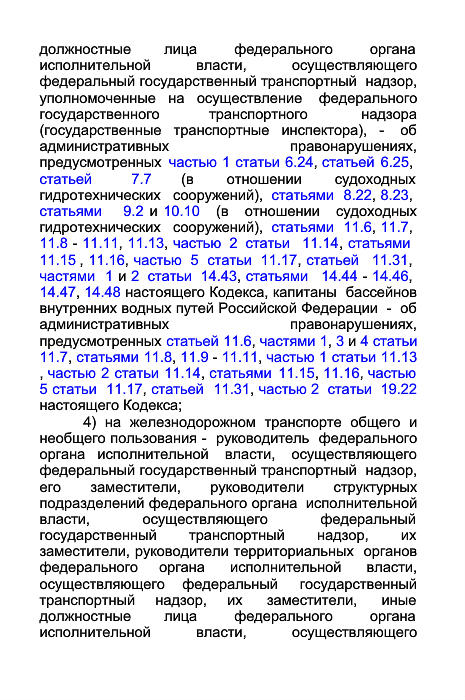 должностные лица федерального органа
исполнительной власти, осуществляющего
федеральный государственный транспортный надзор,
уполномоченные на осуществление федерального
государственного транспортного надзора
(государственные транспортные инспектора), - об
административных правонарушениях,
предусмотренных частью 1 статьи 6.24, статьей 6.25,
статьей 7.7 (в отношении судоходных
гидротехнических сооружений), статьями 8.22, 8.23,
статьями 9.2 и 10.10 (в отношении судоходных
гидротехнических сооружений), статьями 11.6, 11.7,
11.8 - 11.11, 11.13, частью 2 статьи 11.14, статьями
11.15 , 11.16, частью 5 статьи 11.17, статьей 11.31,
частями 1 и 2 статьи 14.43, статьями 14.44 - 14.46,
14.47, 14.48 настоящего Кодекса, капитаны бассейнов
внутренних водных путей Российской Федерации - об
административных правонарушениях,
предусмотренных статьей 11.6, частями 1, 3 и 4 статьи
11.7, статьями 11.8, 11.9 - 11.11, частью 1 статьи 11.13
, частью 2 статьи 11.14, статьями 11.15, 11.16, частью
5 статьи 11.17, статьей 11.31, частью 2 статьи 19.22
настоящего Кодекса;
4) на железнодорожном транспорте общего и
необщего пользования - руководитель федерального
органа исполнительной власти, осуществляющего
федеральный государственный транспортный надзор,
его заместители, руководители структурных
подразделений федерального органа исполнительной
власти, осуществляющего федеральный
государственный транспортный надзор, их
заместители, руководители территориальных органов
федерального органа исполнительной власти,
осуществляющего федеральный государственный
транспортный надзор, их заместители, иные
должностные лица федерального органа
исполнительной власти, осуществляющего